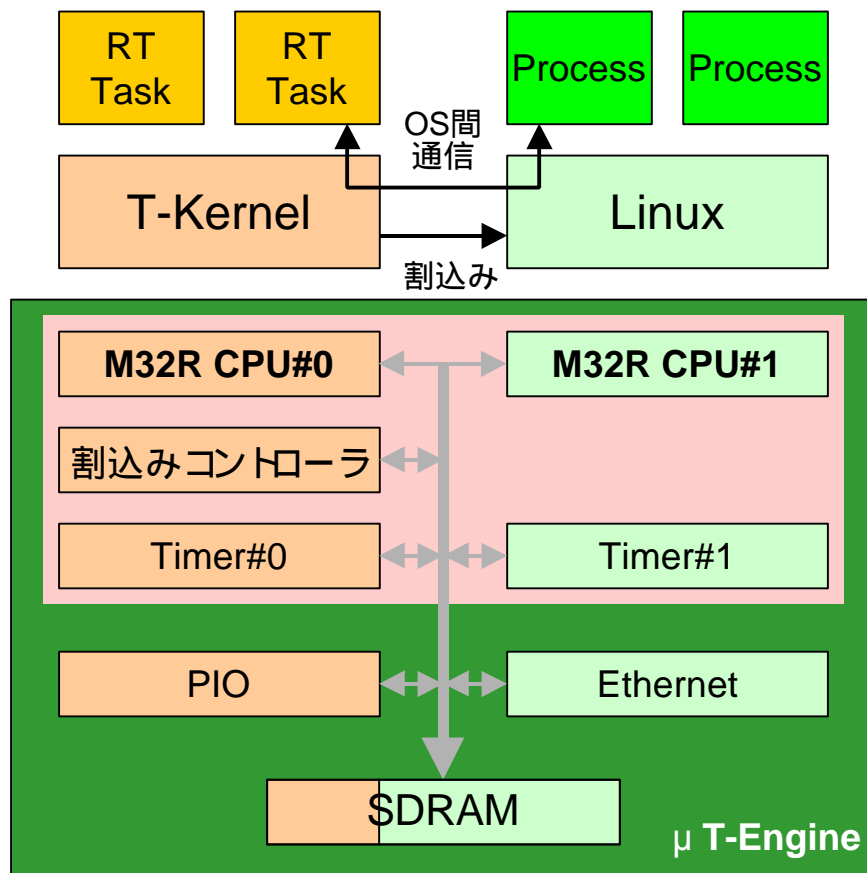 RT
Task
RT
Task
Process
Process
OS間
通信
T-Kernel
Linux
割込み
M32R CPU#0
M32R CPU#1
割込みコントローラ
Timer#0
Timer#1
PIO
Ethernet
SDRAM
μ T-Engine